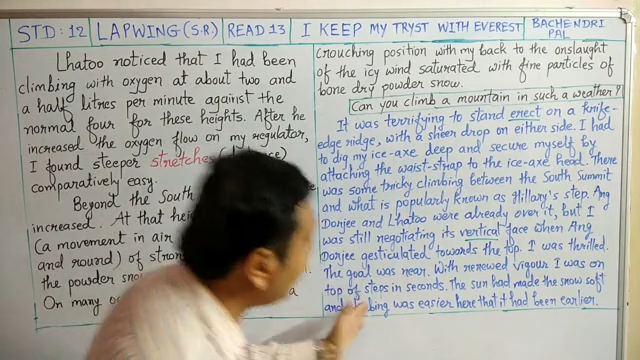 STD: 12 LAPWING (S.R.) READ 13 I KEEP MY TRYST WITH EVEREST BACHENDRI PAL
Lhatoo noticed that I had been
climbing with oxygen at about two and
a half litres per minute against the
normal four for these heights. After he
increased the oxygen flow on my regulator,
I found steeper stretches
comparatively easy.
Beyond the South
increased. At that hei
(a movement in air
and round) of stron
the powder sno
On many oc a
Crouching position with my back to the onslaught
of the icy wind saturated with fine particles of
bone dry powder snow.
Can you climb a mountain in such a weather?
It was terrifying to stand erect on a knife-
edge ridge, with a sheer drop on either side. I had
to dig my ice-axe deep and secure myself by
attaching the waist-strap to the ice-axe head. There
was some tricky climbing between the South Summit
and what is popularly known as Hillary's step. Ang
Dorjee and Lhatoo were already over it, but I
was still negotiating its vertical face when Ang
Dorjee gesticulated towards the top. I was thrilled.
The goal was near. With renewed vigour I was on
top of steps in seconds. The sun had made the snow soft
and bing was easier here that it had been earlier.